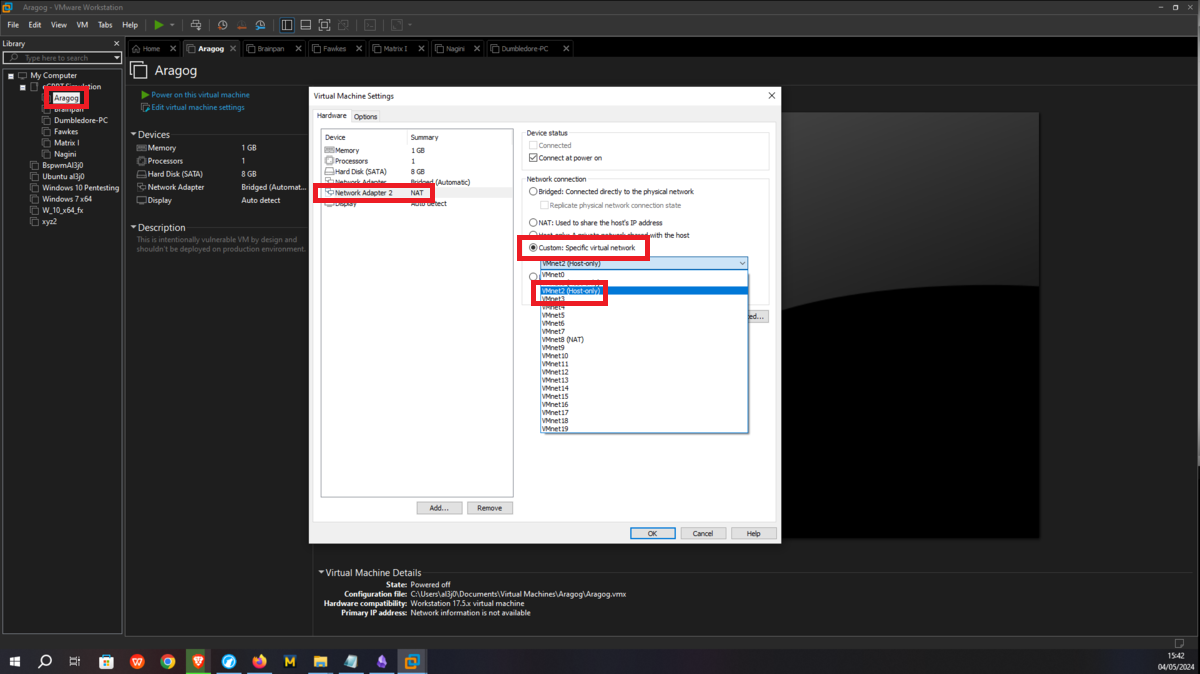 Aragog - VMware Workstation
File Edit View VM Tabs Help
Library
Type here to search
Home Aragog Brainpan Fawkes Matrix I Nagini Dumbledore-PC
My Computer
Simulation
Aragog
Brainpan
Dumbledore-PC
Fawkes
Matrix I
Nagini
BspwmAl3j0
Ubuntu al3j0
Windows 10 Pentesting
Windows 7 x64
W_10_x64_fx
xyz2
Aragog
Power on this virtual machine
Edit virtual machine settings
Devices
Memory 1 GB
Processors 1
Hard Disk (SATA) 8 GB
Network Adapter Bridged (Automat...
Display Auto detect
Description
This is intentionally vulnerable VM by design and
shouldn't be deployed on production environment.
Virtual Machine Settings
Hardware Options
Device Summary
Memory 1 GB
Processors 1
Hard Disk (SATA) 8 GB
Network Adapter Bridged (Automatic)
Network Adapter 2 NAT
Display Auto detect
Add... Remove
Device status
Connected
Connect at power on
Network connection
Bridged: Connected directly to the physical network
Replicate physical network connection state
NAT: Used to share the host's IP address
Host-only: A private network shared with the host
Custom: Specific virtual network
VMnet2 (Host-only)
VMnet0
VMnet2 (Host-only)
VMnet3
VMnet4
VMnet5
VMnet6
VMnet7
VMnet8 (NAT)
VMnet9
VMnet10
VMnet11
VMnet12
VMnet13
VMnet14
VMnet15
VMnet16
VMnet17
VMnet18
VMnet19
ed...
OK Cancel Help
Virtual Machine Details
State: Powered off
Configuration file: C:\Users\al3j0\Documents\Virtual Machines\Aragog\Aragog.vmx
Hardware compatibility: Workstation 17.5.x virtual machine
Primary IP address: Network information is not available
15:42
04/05/2024